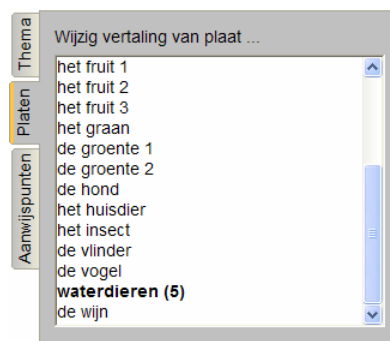 Thema
Platen
Aanwijspunten
Wijzig vertaling van plaat ...
het fruit 1
het fruit 2
het fruit 3
het graan
de groente 1
de groente 2
de hond
het huisdier
het insect
de vlinder
de vogel
waterdieren (5)
de wijn